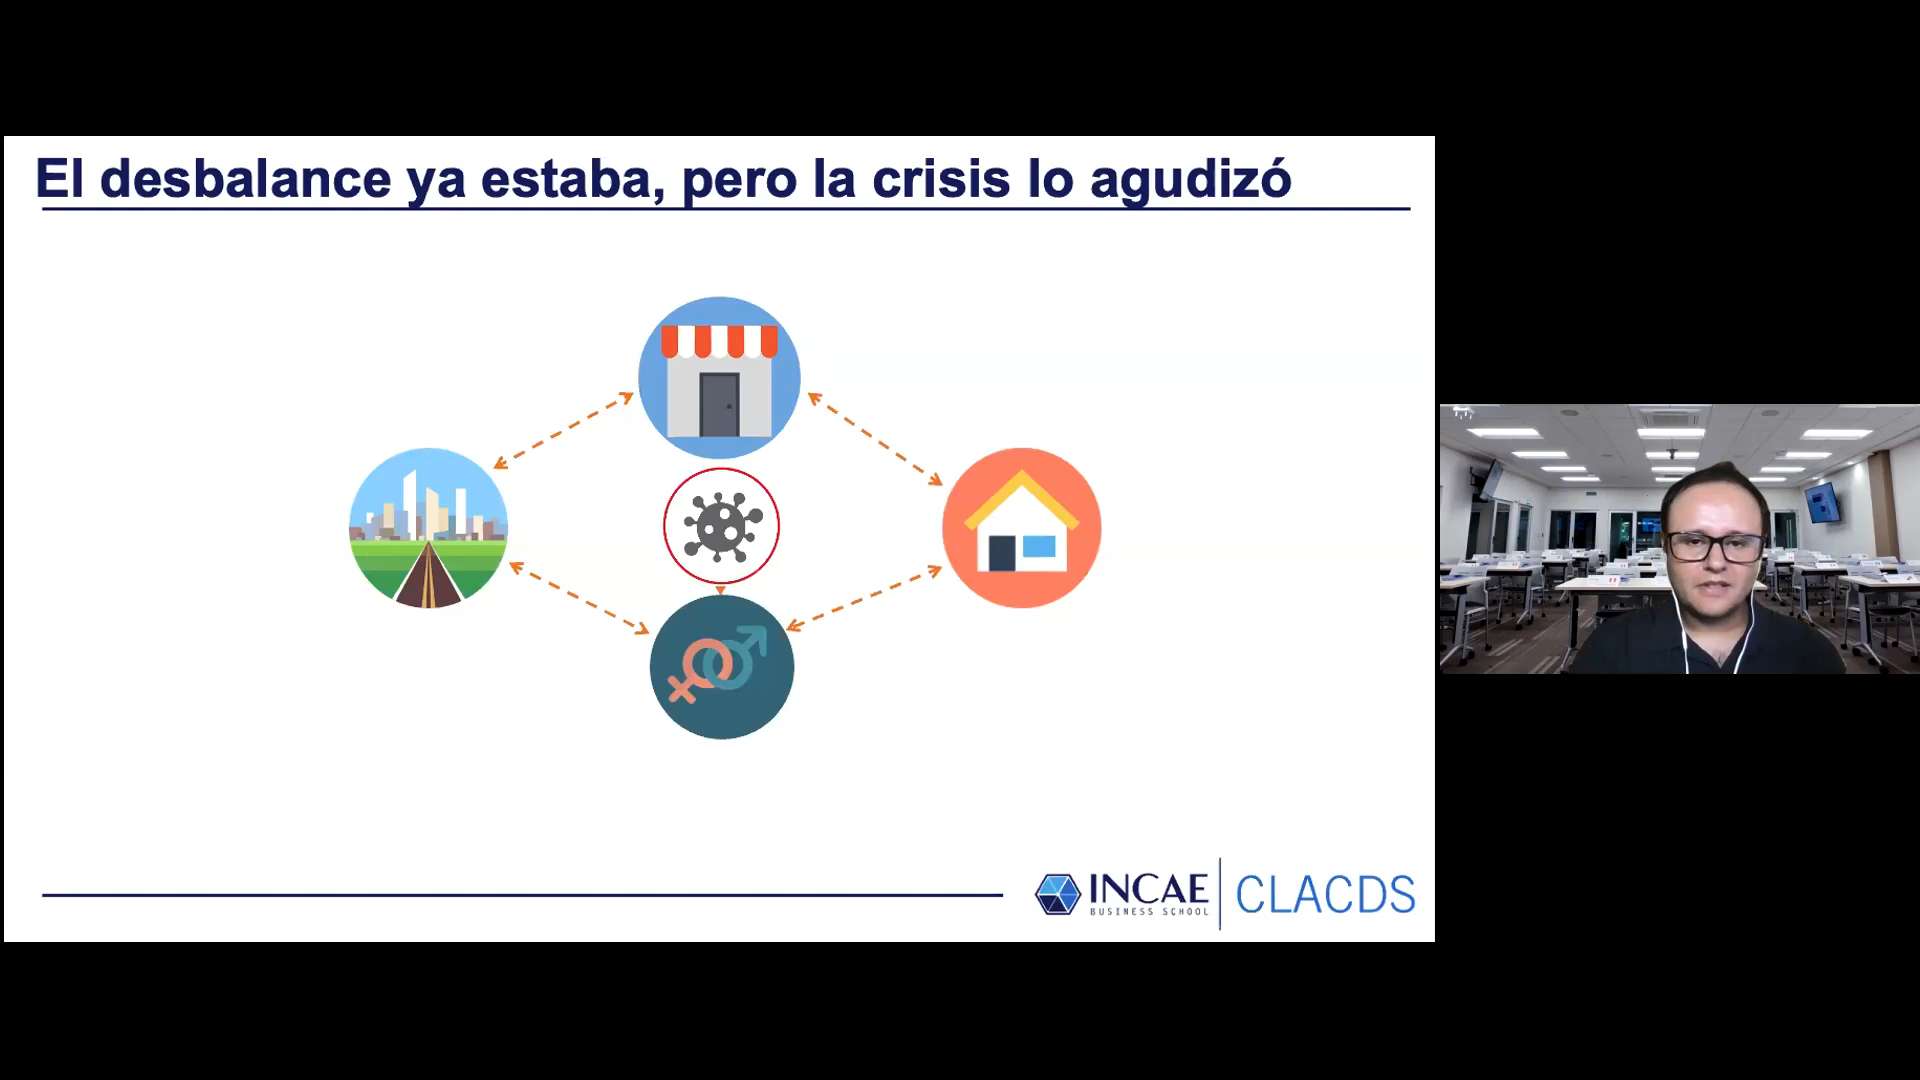 El desbalance ya estaba, pero la crisis lo agudizó
INCAE
BUSINESS SCHOOL
CLACDS